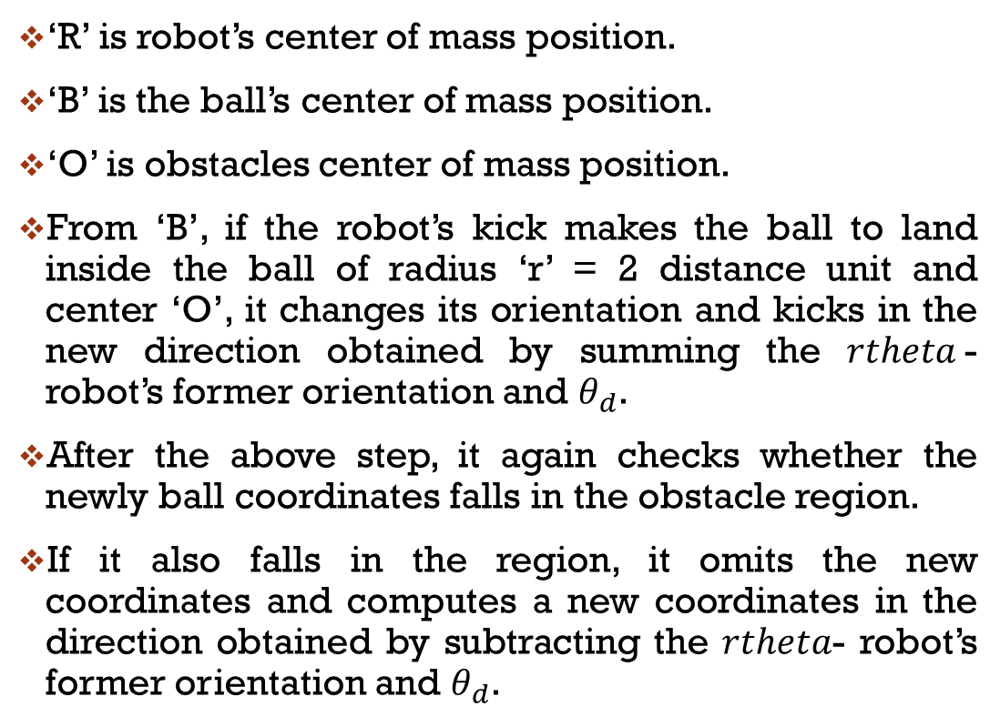 ❖‘R’ is robot’s center of mass position.
❖‘B’ is the ball’s center of mass position.
❖‘O’ is obstacles center of mass position.
❖From ‘B’, if the robot’s kick makes the ball to land
inside the ball of radius ‘r’ = 2 distance unit and
center ‘O’, it changes its orientation and kicks in the
new direction obtained by summing the rtheta -
robot’s former orientation and θ_d.
❖After the above step, it again checks whether the
newly ball coordinates falls in the obstacle region.
❖If it also falls in the region, it omits the new
coordinates and computes a new coordinates in the
direction obtained by subtracting the rtheta- robot’s
former orientation and θ_d.